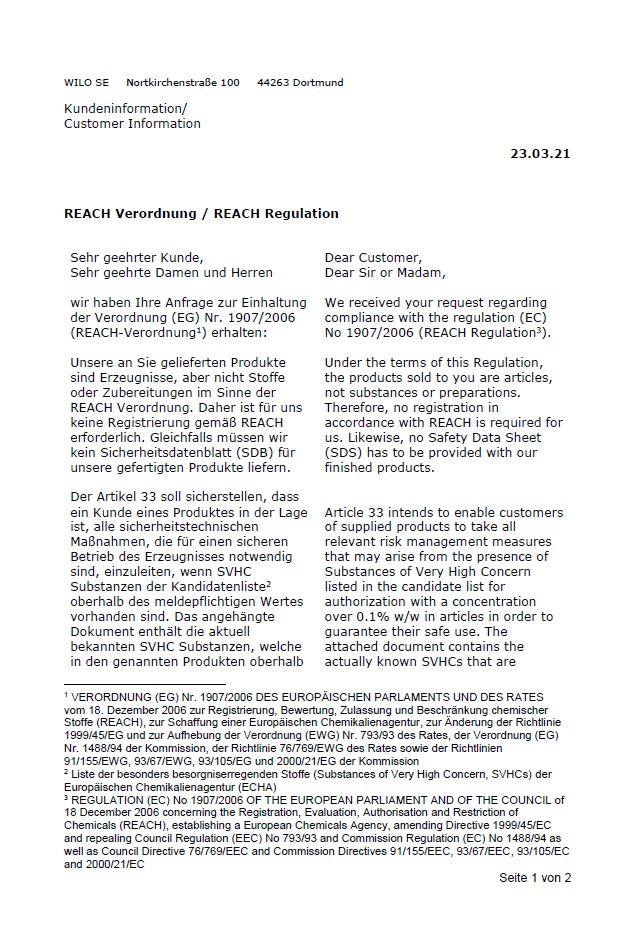 WILO SE Nortkirchenstraße 100 44263 Dortmund
Kundeninformation/
Customer Information
23.03.21
REACH Verordnung / REACH Regulation
Sehr geehrter Kunde,
Sehr geehrte Damen und Herren
wir haben Ihre Anfrage zur Einhaltung
der Verordnung (EG) Nr. 1907/2006
(REACH-Verordnung¹) erhalten:
Unsere an Sie gelieferten Produkte
sind Erzeugnisse, aber nicht Stoffe
oder Zubereitungen im Sinne der
REACH Verordnung. Daher ist für uns
keine Registrierung gemäß REACH
erforderlich. Gleichfalls müssen wir
kein Sicherheitsdatenblatt (SDB) für
unsere gefertigten Produkte liefern.
Der Artikel 33 soll sicherstellen, dass
ein Kunde eines Produktes in der Lage
ist, alle sicherheitstechnischen
Maßnahmen, die für einen sicheren
Betrieb des Erzeugnisses notwendig
sind, einzuleiten, wenn SVHC
Substanzen der Kandidatenliste²
oberhalb des meldepflichtigen Wertes
vorhanden sind. Das angehängte
Dokument enthält die aktuell
bekannten SVHC Substanzen, welche
in den genannten Produkten oberhalb
Dear Customer,
Dear Sir or Madam,
We received your request regarding
compliance with the regulation (EC)
No 1907/2006 (REACH Regulation³).
Under the terms of this Regulation,
the products sold to you are articles,
not substances or preparations.
Therefore, no registration in
accordance with REACH is required for
us. Likewise, no Safety Data Sheet
(SDS) has to be provided with our
finished products.
Article 33 intends to enable customers
of supplied products to take all
relevant risk management measures
that may arise from the presence of
Substances of Very High Concern
listed in the candidate list for
authorization with a concentration
over 0.1% w/w in articles in order to
guarantee their safe use. The
attached document contains the
actually known SVHCs that are
¹ VERORDNUNG (EG) Nr. 1907/2006 DES EUROPÄISCHEN PARLAMENTS UND DES RATES
vom 18. Dezember 2006 zur Registrierung, Bewertung, Zulassung und Beschränkung chemischer
Stoffe (REACH), zur Schaffung einer Europäischen Chemikalienagentur, zur Änderung der Richtlinie
1999/45/EG und zur Aufhebung der Verordnung (EWG) Nr. 793/93 des Rates, der Verordnung (EG)
Nr. 1488/94 der Kommission, der Richtlinie 76/769/EWG des Rates sowie der Richtlinien
91/155/EWG, 93/67/EWG, 93/105/EG und 2000/21/EG der Kommission
² Liste der besonders besorgniserregenden Stoffe (Substances of Very High Concern, SVHCs) der
Europäischen Chemikalienagentur (ECHA)
³ REGULATION (EC) No 1907/2006 OF THE EUROPEAN PARLIAMENT AND OF THE COUNCIL of
18 December 2006 concerning the Registration, Evaluation, Authorisation and Restriction of
Chemicals (REACH), establishing a European Chemicals Agency, amending Directive 1999/45/EC
and repealing Council Regulation (EEC) No 793/93 and Commission Regulation (EC) No 1488/94 as
well as Council Directive 76/769/EEC and Commission Directives 91/155/EEC, 93/67/EEC, 93/105/EC
and 2000/21/EC
Seite 1 von 2